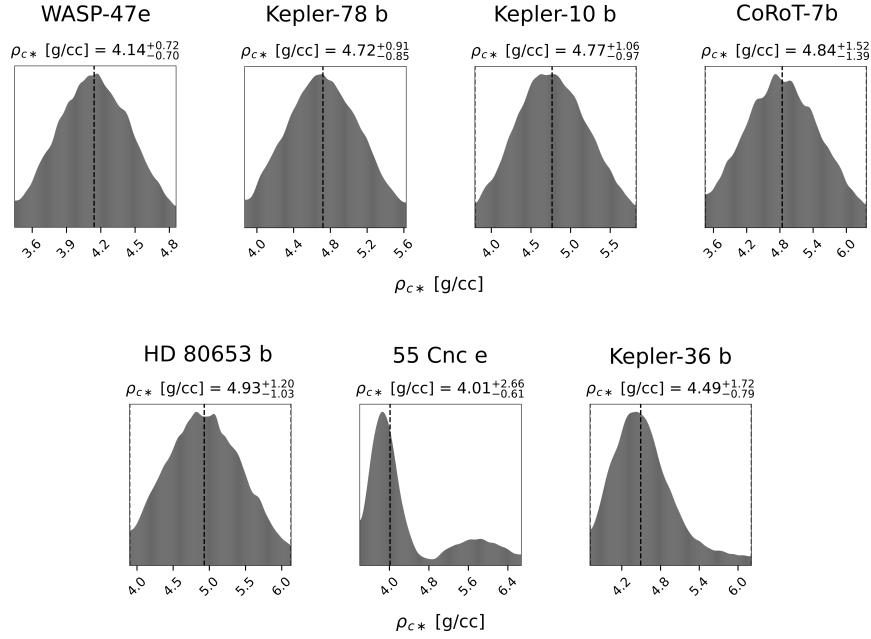 WASP-47e Kepler-78 b Kepler-10 b CoRoT-7b
ρc∗ [g/cc] = 4.14+0.72−0.70 ρc∗ [g/cc] = 4.72+0.91−0.85 ρc∗ [g/cc] = 4.77+1.06−0.97 ρc∗ [g/cc] = 4.84+1.52−1.39
3.6 3.9 4.2 4.5 4.8 4.0 4.4 4.8 5.2 5.6 4.0 4.5 5.0 5.5 3.6 4.2 4.8 5.4 6.0
ρc∗ [g/cc]
HD 80653 b 55 Cnc e Kepler-36 b
ρc∗ [g/cc] = 4.93+1.20−1.03 ρc∗ [g/cc] = 4.01+2.66−0.61 ρc∗ [g/cc] = 4.49+1.72−0.79
4.0 4.5 5.0 5.5 6.0 4.0 4.8 5.6 6.4 4.2 4.8 5.4 6.0
ρc∗ [g/cc]